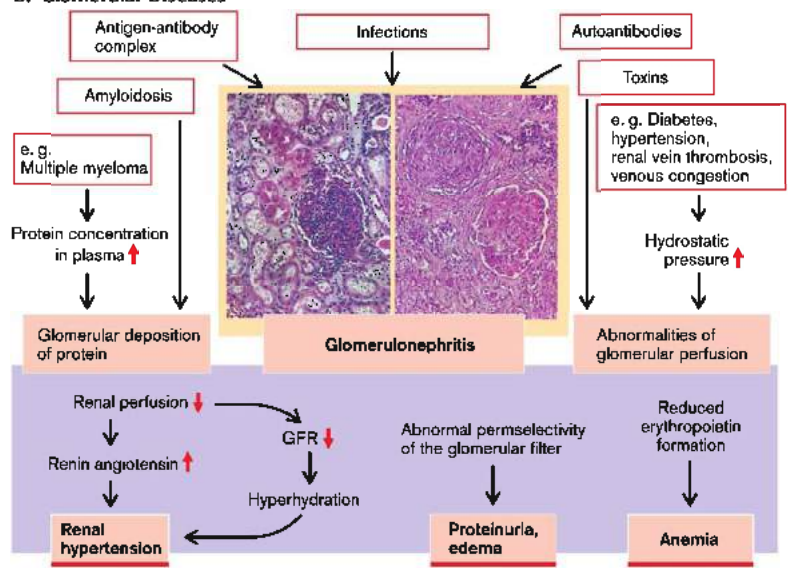 Antigen-antibody
complex
Infections
Autoantibodies
Amyloidosis
Toxins
e. g.
Multiple myeloma
e. g. Diabetes,
hypertension,
renal vein thrombosis,
venous congestion
Protein concentration
in plasma
Hydrostatic
pressure
Glomerular deposition
of protein
Glomerulonephritis
Abnormalities of
glomerular perfusion
Renal perfusion
GFR
Renin angiotensin
Hyperhydration
Renal
hypertension
Abnormal permselectivity
of the glomerular filter
Proteinuria,
edema
Reduced
erythropoietin
formation
Anemia